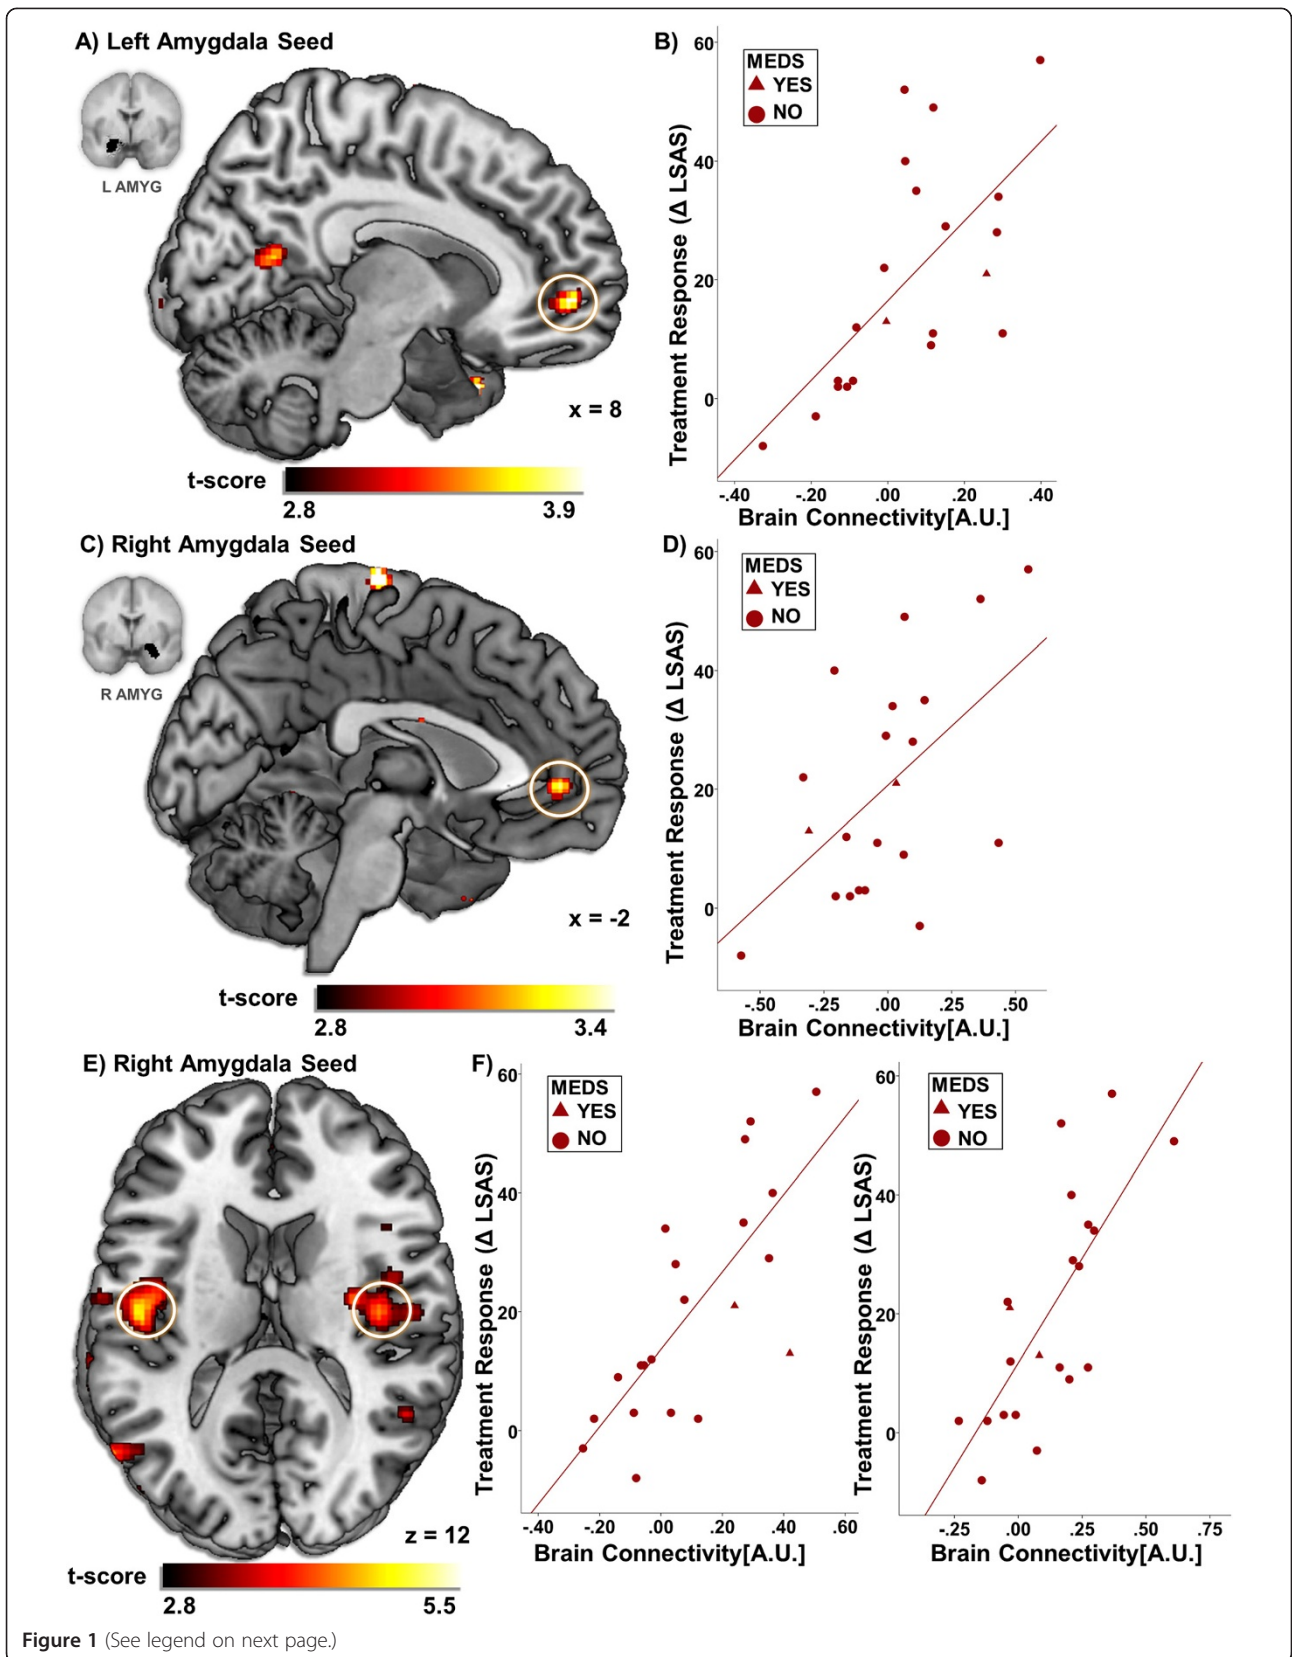 A) Left Amygdala Seed
L AMYG
x = 8
t-score
2.8 3.9
B)
MEDS
YES
NO
Treatment Response (Δ LSAS)
60
40
20
0
-.40 -.20 .00 .20 .40
Brain Connectivity[A.U.]
C) Right Amygdala Seed
R AMYG
x = -2
t-score
2.8 3.4
D)
MEDS
YES
NO
Treatment Response (Δ LSAS)
60
40
20
0
-.50 -.25 .00 .25 .50
Brain Connectivity[A.U.]
E) Right Amygdala Seed
z = 12
t-score
2.8 5.5
F)
MEDS
YES
NO
Treatment Response (Δ LSAS)
60
40
20
0
-.40 -.20 .00 .20 .40 .60
Brain Connectivity[A.U.]
MEDS
YES
NO
Treatment Response (Δ LSAS)
60
40
20
0
-.25 .00 .25 .50 .75
Brain Connectivity[A.U.]
Figure 1 (See legend on next page.)